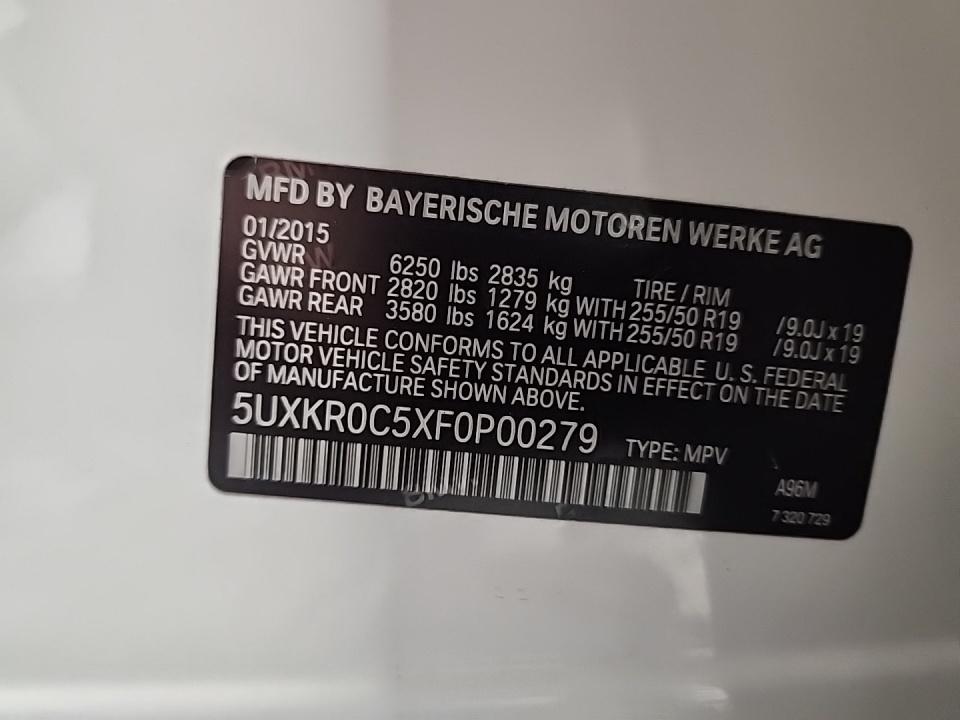 MFD BY BAYERISCHE MOTOREN WERKE AG
01/2015
GVWR 6250 lbs 2835 kg TIRE / RIM
GAWR FRONT 2820 lbs 1279 kg WITH 255/50 R19 /9.0J x 19
GAWR REAR 3580 lbs 1624 kg WITH 255/50 R19 /9.0J x 19
THIS VEHICLE CONFORMS TO ALL APPLICABLE U. S. FEDERAL
MOTOR VEHICLE SAFETY STANDARDS IN EFFECT ON THE DATE
OF MANUFACTURE SHOWN ABOVE.
5UXKR0C5XF0P00279 TYPE: MPV
A96M
7 320 729